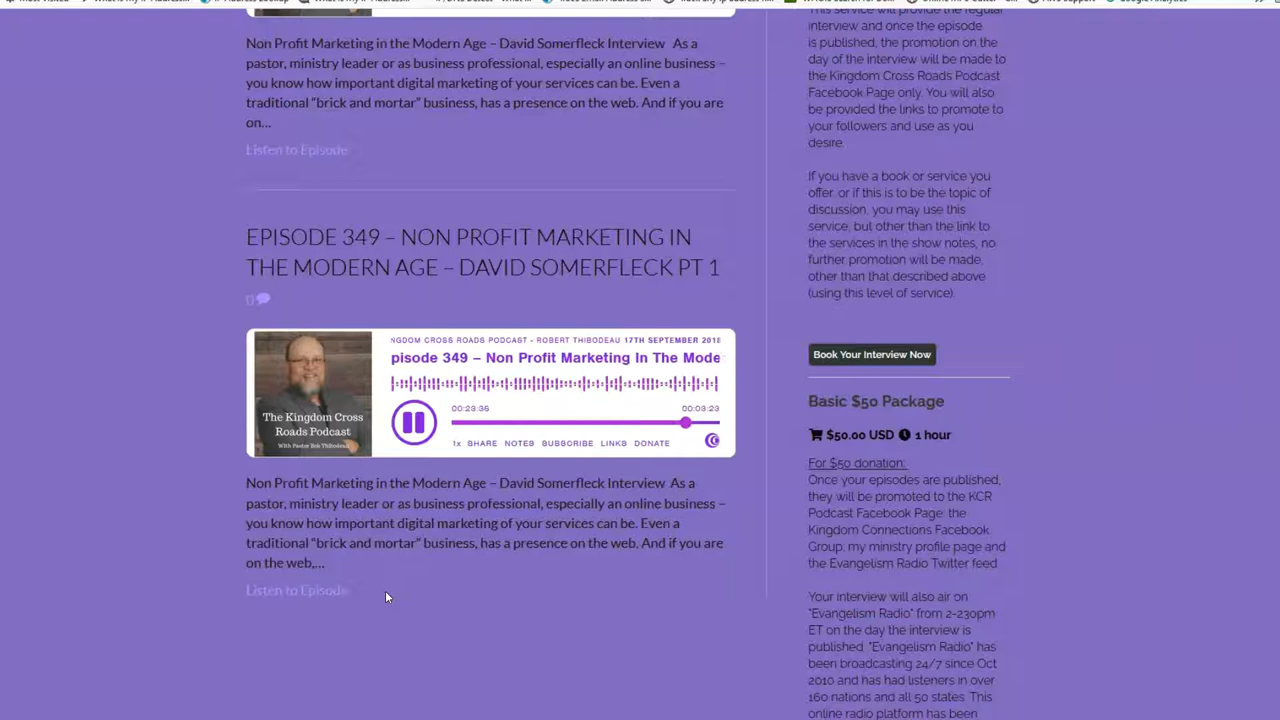 Non Profit Marketing in the Modern Age – David Somerfleck Interview As a
pastor, ministry leader or as business professional, especially an online business –
you know how important digital marketing of your services can be. Even a
traditional “brick and mortar” business, has a presence on the web. And if you are
on...
Listen to Episode
EPISODE 349 – NON PROFIT MARKETING IN
THE MODERN AGE – DAVID SOMERFLECK PT 1
0
The Kingdom Cross
Roads Podcast
With Pastor Bob Thibodeau
NGDOM CROSS ROADS PODCAST - ROBERT THIBODEAU 17TH SEPTEMBER 2018
pisode 349 – Non Profit Marketing In The Mode
00:23:36
00:03:23
1x SHARE NOTES SUBSCRIBE LINKS DONATE
Non Profit Marketing in the Modern Age – David Somerfleck Interview As a
pastor, ministry leader or as business professional, especially an online business –
you know how important digital marketing of your services can be. Even a
traditional “brick and mortar” business, has a presence on the web. And if you are
on the web,...
Listen to Episode
This service will provide the regular
interview and once the episode
is published, the promotion on the
day of the interview will be made to
the Kingdom Cross Roads Podcast
Facebook Page only. You will also
be provided the links to promote to
your followers and use as you
desire.
If you have a book or service you
offer, or if this is to be the topic of
discussion, you may use this
service, but other than the link to
the services in the show notes, no
further promotion will be made,
other than that described above
(using this level of service).
Book Your Interview Now
Basic $50 Package
$50.00 USD 1 hour
For $50 donation:
Once your episodes are published,
they will be promoted to the KCR
Podcast Facebook Page; the
Kingdom Connections Facebook
Group; my ministry profile page and
the Evangelism Radio Twitter feed
Your interview will also air on
"Evangelism Radio" from 2-230pm
ET on the day the interview is
published. "Evangelism Radio" has
been broadcasting 24/7 since Oct
2010 and has had listeners in over
160 nations and all 50 states. This
online radio platform has been